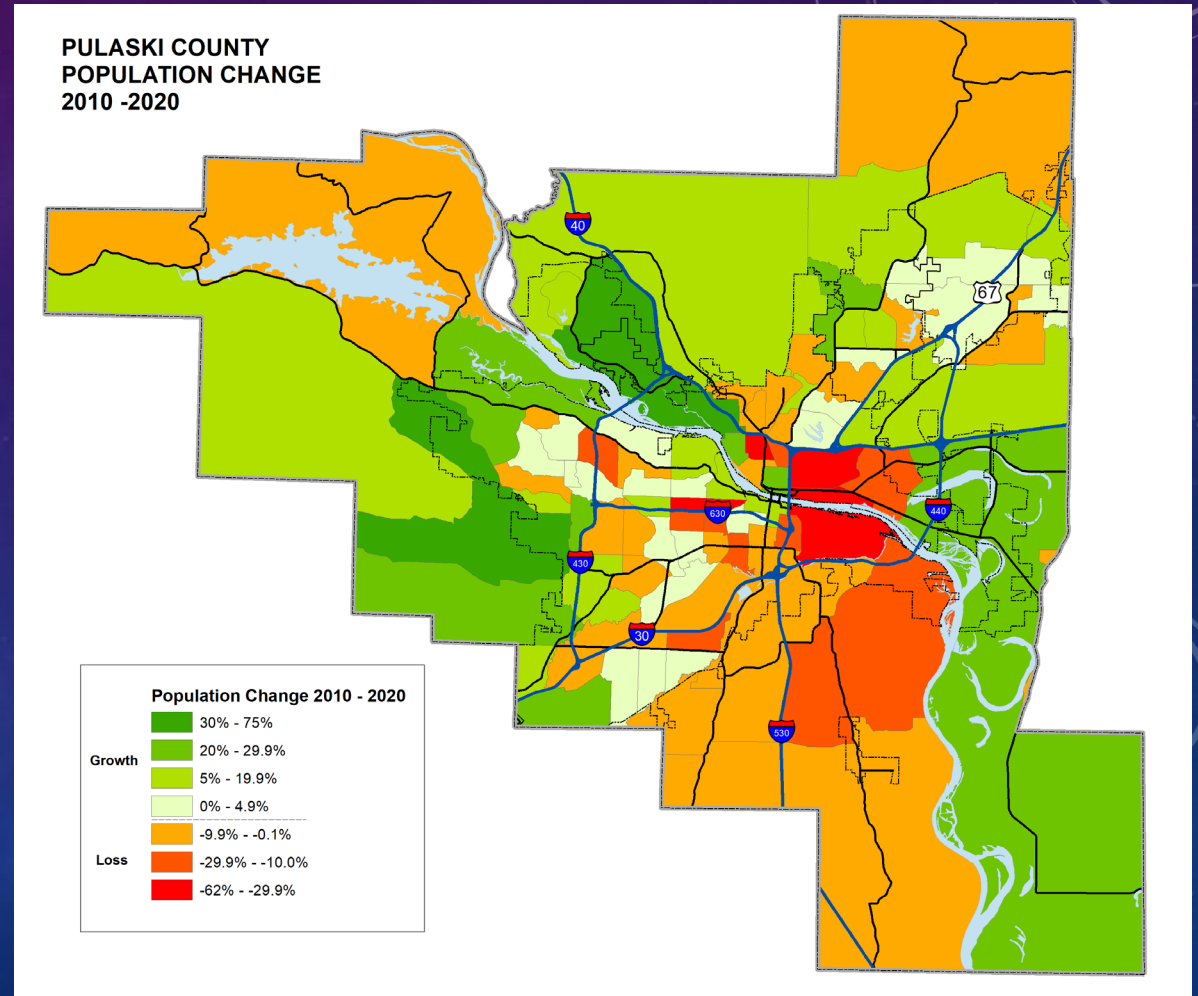 PULASKI COUNTY
POPULATION CHANGE
2010 -2020
40
67
630
440
430
30
530
Population Change 2010 - 2020
Growth
30% - 75%
20% - 29.9%
5% - 19.9%
0% - 4.9%
Loss
-9.9% - -0.1%
-29.9% - -10.0%
-62% - -29.9%